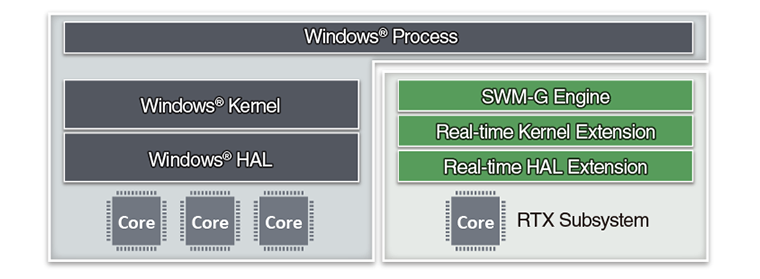 Windows® Process
Windows® Kernel
Windows® HAL
Core Core Core
SWM-G Engine
Real-time Kernel Extension
Real-time HAL Extension
Core RTX Subsystem